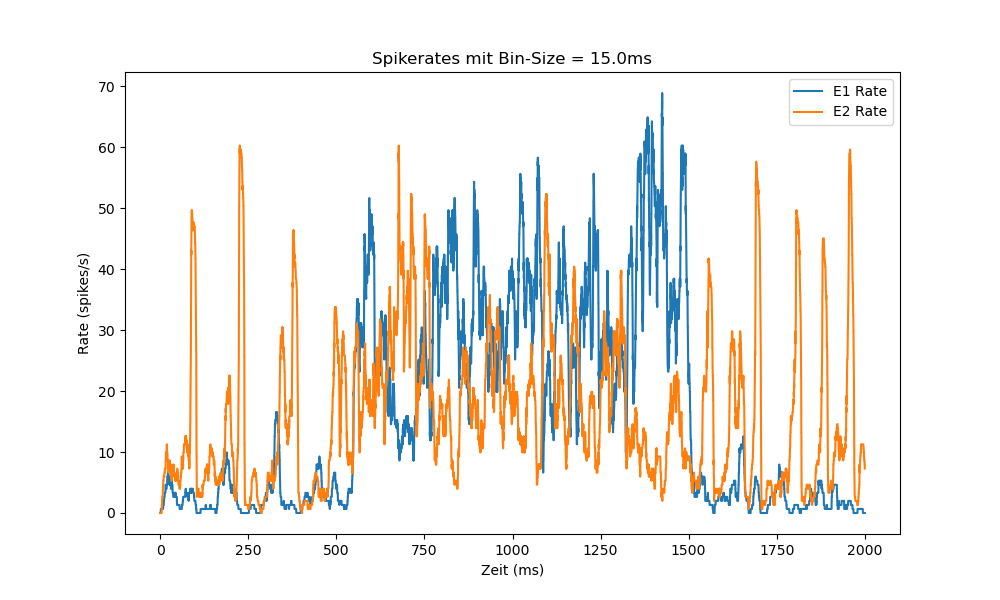 Spikerates mit Bin-Size = 15.0ms
E1 Rate
E2 Rate
70
60
50
40
30
20
10
0
Rate (spikes/s)
0 250 500 750 1000 1250 1500 1750 2000
Zeit (ms)